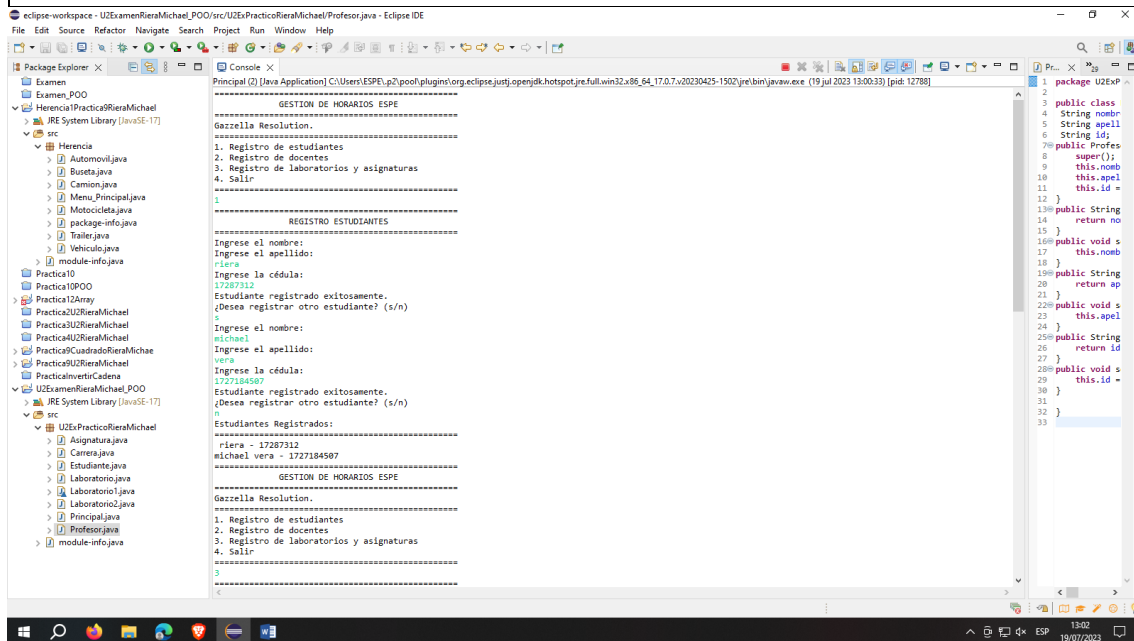 eclipse-workspace - U2ExamenRieraMichael_POO/src/U2ExPracticoRieraMichael/Profesor.java - Eclipse IDE
File Edit Source Refactor Navigate Search Project Run Window Help
Package Explorer
Examen
Examen_POO
Herencia1Practica9RieraMichael
JRE System Library [JavaSE-17]
src
Herencia
Automovil.java
Buseta.java
Camion.java
Menu_Principal.java
Motocicleta.java
package-info.java
Trailer.java
Vehiculo.java
module-info.java
Practica10
Practica10POO
Practica12Array
Practica2U2RieraMichael
Practica3U2RieraMichael
Practica4U2RieraMichael
Practica9CuadradoRieraMichae
Practica9U2RieraMichael
PracticaInvertirCadena
U2ExamenRieraMichael_POO
JRE System Library [JavaSE-17]
src
U2ExPracticoRieraMichael
Asignatura.java
Carrera.java
Estudiante.java
Laboratorio.java
Laboratorio1.java
Laboratorio2.java
Principal.java
Profesor.java
module-info.java
Console
Principal (2) [Java Application] C:\Users\ESPE\.p2\pool\plugins\org.eclipse.justj.openjdk.hotspot.jre.full.win32.x86_64_17.0.7.v20230425-1502\jre\bin\javaw.exe (19 jul 2023 13:00:33) [pid: 12788]
==================================================
GESTION DE HORARIOS ESPE
==================================================
Gazzella Resolution.
==================================================
1. Registro de estudiantes
2. Registro de docentes
3. Registro de laboratorios y asignaturas
4. Salir
==================================================
1
==================================================
REGISTRO ESTUDIANTES
==================================================
Ingrese el nombre:
Ingrese el apellido:
riera
Ingrese la cédula:
17287312
Estudiante registrado exitosamente.
¿Desea registrar otro estudiante? (s/n)
s
Ingrese el nombre:
michael
Ingrese el apellido:
vera
Ingrese la cédula:
1727184507
Estudiante registrado exitosamente.
¿Desea registrar otro estudiante? (s/n)
n
Estudiantes Registrados:
==================================================
riera - 17287312
michael vera - 1727184507
==================================================
GESTION DE HORARIOS ESPE
==================================================
Gazzella Resolution.
==================================================
1. Registro de estudiantes
2. Registro de docentes
3. Registro de laboratorios y asignaturas
4. Salir
==================================================
3
==================================================
Pr... 29
1 package U2ExP
2
3 public class
4 String nombr
5 String apell
6 String id;
7 public Profes
8 super();
9 this.nomb
10 this.apel
11 this.id =
12 }
13 public String
14 return no
15 }
16 public void s
17 this.nomb
18 }
19 public String
20 return ap
21 }
22 public void s
23 this.apel
24 }
25 public String
26 return id
27 }
28 public void s
29 this.id =
30 }
31
32 }
33
ESP
13:02
19/07/2023